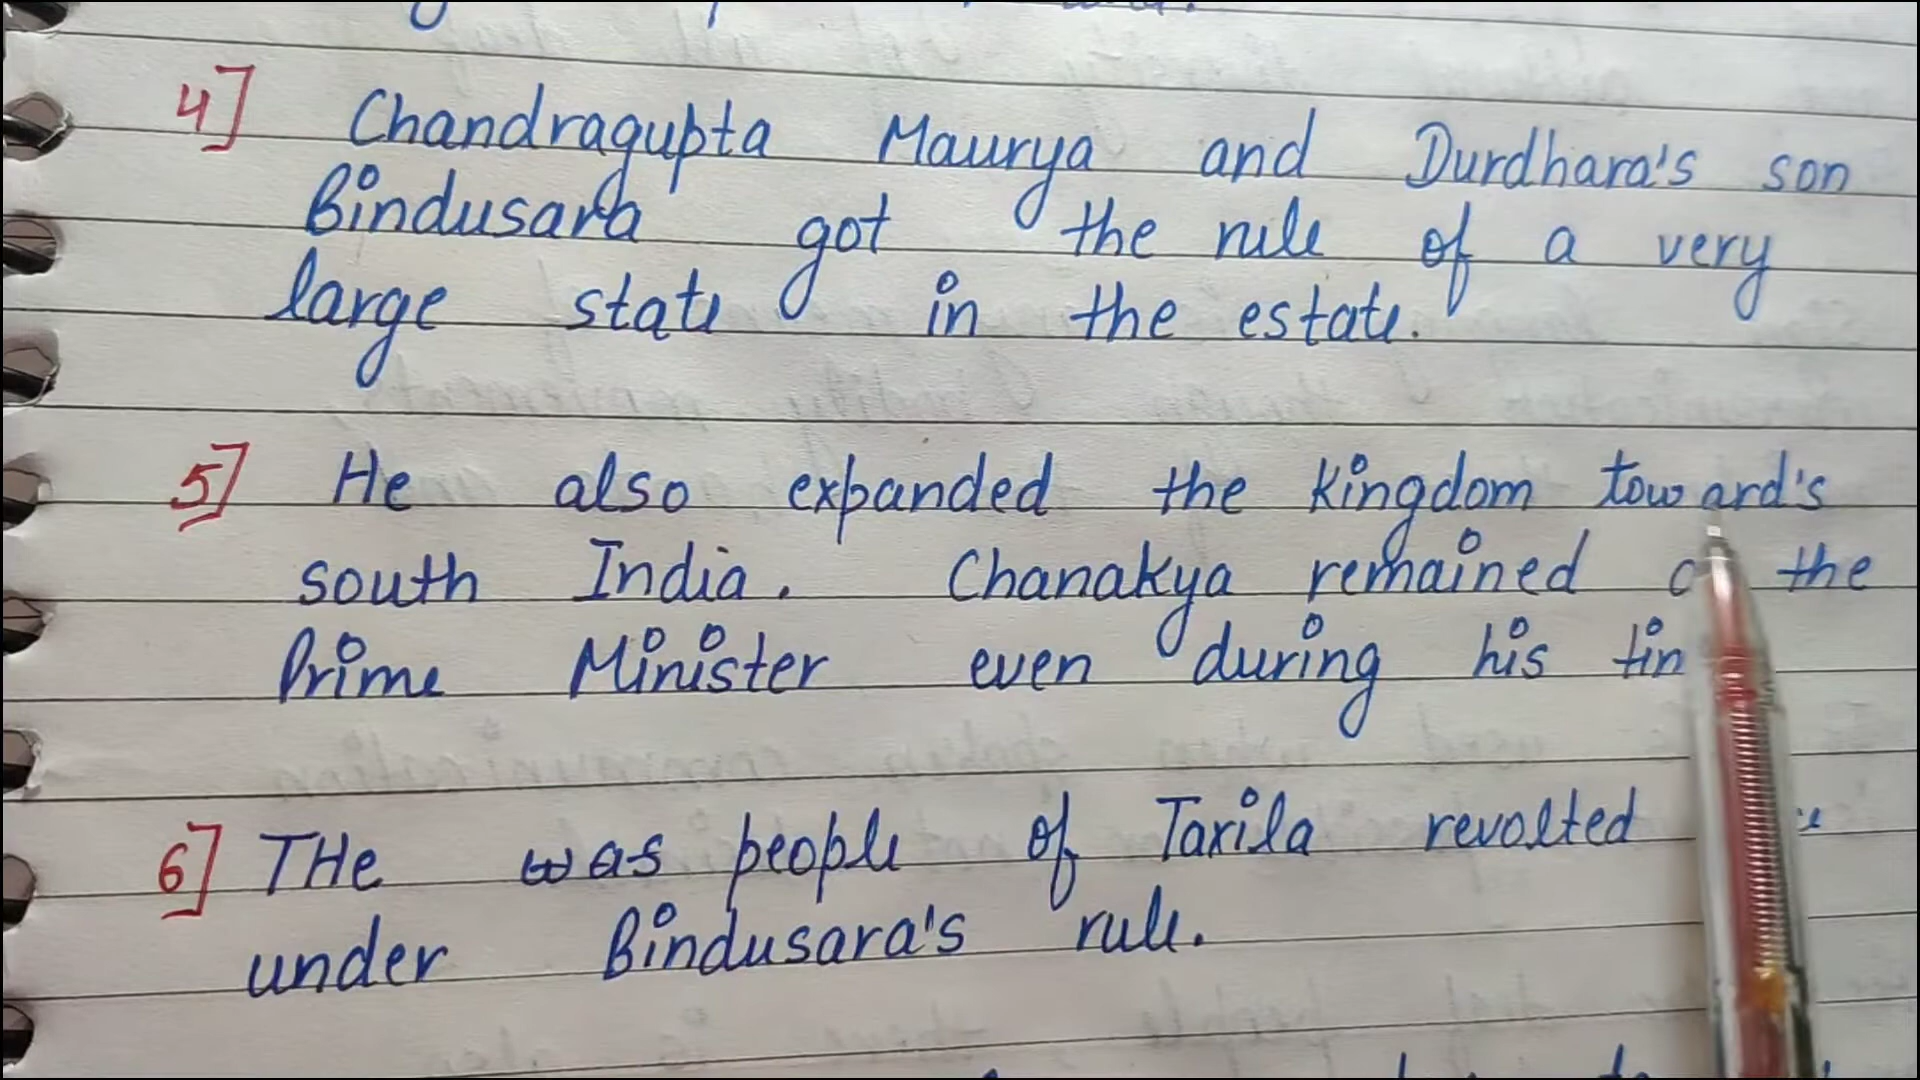 4] Chandragupta Maurya and Durdhara's son
Bindusara got the rule of a very
large state in the estate.
5] He also expanded the kingdom toward's
south India. Chanakya remained the
Prime Minister even during his
6] THe was people of Taxila revolted
under Bindusara's rule.